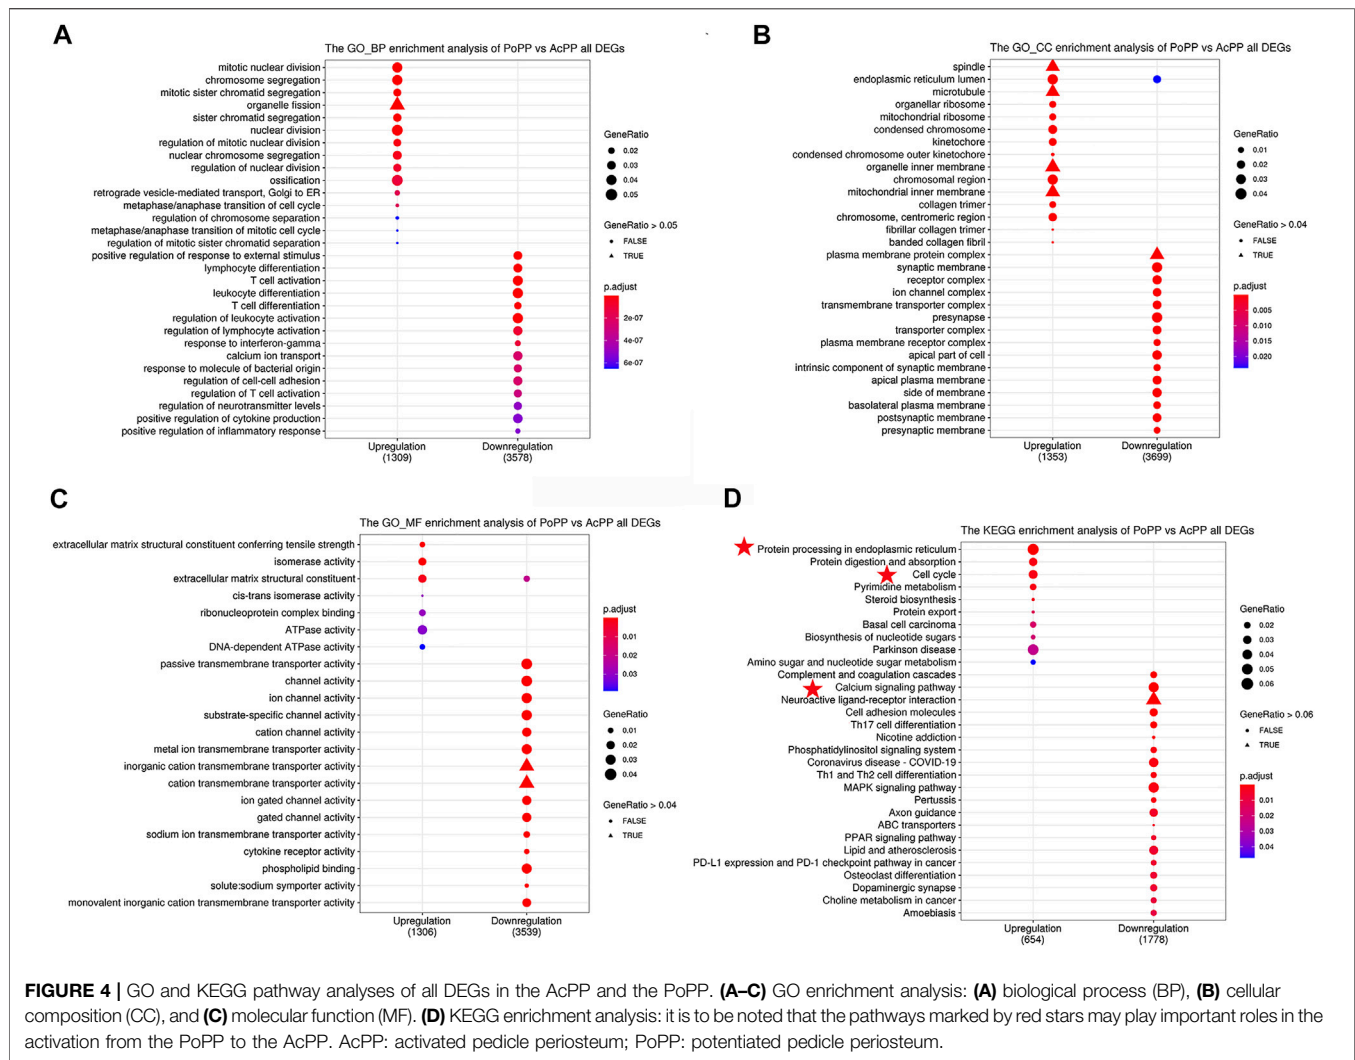 A
The GO_BP enrichment analysis of PoPP vs AcPP all DEGs
mitotic nuclear division
chromosome segregation
mitotic sister chromatid segregation
organelle fission
sister chromatid segregation
nuclear division
regulation of mitotic nuclear division
nuclear chromosome segregation
regulation of nuclear division
ossification
retrograde vesicle-mediated transport, Golgi to ER
metaphase/anaphase transition of cell cycle
regulation of chromosome separation
metaphase/anaphase transition of mitotic cell cycle
regulation of mitotic sister chromatid separation
positive regulation of response to external stimulus
lymphocyte differentiation
T cell activation
leukocyte differentiation
T cell differentiation
regulation of leukocyte activation
regulation of lymphocyte activation
response to interferon-gamma
calcium ion transport
response to molecule of bacterial origin
regulation of cell-cell adhesion
regulation of T cell activation
regulation of neurotransmitter levels
positive regulation of cytokine production
positive regulation of inflammatory response
Upregulation
(1309)
Downregulation
(3578)
GeneRatio
0.02
0.03
0.04
0.05
GeneRatio > 0.05
FALSE
TRUE
p.adjust
2e-07
4e-07
6e-07
B
The GO_CC enrichment analysis of PoPP vs AcPP all DEGs
spindle
endoplasmic reticulum lumen
microtubule
organellar ribosome
mitochondrial ribosome
condensed chromosome
kinetochore
condensed chromosome outer kinetochore
organelle inner membrane
chromosomal region
mitochondrial inner membrane
collagen trimer
chromosome, centromeric region
fibrillar collagen trimer
banded collagen fibril
plasma membrane protein complex
synaptic membrane
receptor complex
ion channel complex
transmembrane transporter complex
presynapse
transporter complex
plasma membrane receptor complex
apical part of cell
intrinsic component of synaptic membrane
apical plasma membrane
side of membrane
basolateral plasma membrane
postsynaptic membrane
presynaptic membrane
Upregulation
(1353)
Downregulation
(3699)
GeneRatio
0.01
0.02
0.03
0.04
GeneRatio > 0.04
FALSE
TRUE
p.adjust
0.005
0.010
0.015
0.020
C
The GO_MF enrichment analysis of PoPP vs AcPP all DEGs
extracellular matrix structural constituent conferring tensile strength
isomerase activity
extracellular matrix structural constituent
cis-trans isomerase activity
ribonucleoprotein complex binding
ATPase activity
DNA-dependent ATPase activity
passive transmembrane transporter activity
channel activity
ion channel activity
substrate-specific channel activity
cation channel activity
metal ion transmembrane transporter activity
inorganic cation transmembrane transporter activity
cation transmembrane transporter activity
ion gated channel activity
gated channel activity
sodium ion transmembrane transporter activity
cytokine receptor activity
phospholipid binding
solute:sodium symporter activity
monovalent inorganic cation transmembrane transporter activity
Upregulation
(1306)
Downregulation
(3539)
p.adjust
0.01
0.02
0.03
GeneRatio
0.01
0.02
0.03
0.04
GeneRatio > 0.04
FALSE
TRUE
D
The KEGG enrichment analysis of PoPP vs AcPP all DEGs
Protein processing in endoplasmic reticulum
Protein digestion and absorption
Cell cycle
Pyrimidine metabolism
Steroid biosynthesis
Protein export
Basal cell carcinoma
Biosynthesis of nucleotide sugars
Parkinson disease
Amino sugar and nucleotide sugar metabolism
Complement and coagulation cascades
Calcium signaling pathway
Neuroactive ligand-receptor interaction
Cell adhesion molecules
Th17 cell differentiation
Nicotine addiction
Phosphatidylinositol signaling system
Coronavirus disease - COVID-19
Th1 and Th2 cell differentiation
MAPK signaling pathway
Pertussis
Axon guidance
ABC transporters
PPAR signaling pathway
Lipid and atherosclerosis
PD-L1 expression and PD-1 checkpoint pathway in cancer
Osteoclast differentiation
Dopaminergic synapse
Choline metabolism in cancer
Amoebiasis
Upregulation
(654)
Downregulation
(1778)
GeneRatio
0.02
0.03
0.04
0.05
0.06
GeneRatio > 0.06
FALSE
TRUE
p.adjust
0.01
0.02
0.03
0.04
FIGURE 4 | GO and KEGG pathway analyses of all DEGs in the AcPP and the PoPP. (A–C) GO enrichment analysis: (A) biological process (BP), (B) cellular
composition (CC), and (C) molecular function (MF). (D) KEGG enrichment analysis: it is to be noted that the pathways marked by red stars may play important roles in the
activation from the PoPP to the AcPP. AcPP: activated pedicle periosteum; PoPP: potentiated pedicle periosteum.